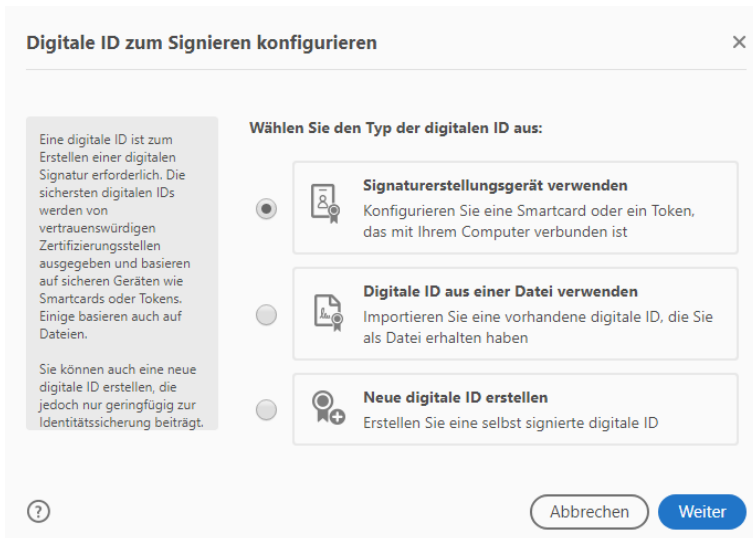 Digitale ID zum Signieren konfigurieren
Eine digitale ID ist zum
Erstellen einer digitalen
Signatur erforderlich. Die
sichersten digitalen IDs
werden von
vertrauenswürdigen
Zertifizierungsstellen
ausgegeben und basieren
auf sicheren Geräten wie
Smartcards oder Tokens.
Einige basieren auch auf
Dateien.
Sie können auch eine neue
digitale ID erstellen, die
jedoch nur geringfügig zur
Identitätssicherung beiträgt.
Wählen Sie den Typ der digitalen ID aus:
Signaturerstellungsgerät verwenden
Konfigurieren Sie eine Smartcard oder ein Token,
das mit Ihrem Computer verbunden ist
Digitale ID aus einer Datei verwenden
Importieren Sie eine vorhandene digitale ID, die Sie
als Datei erhalten haben
Neue digitale ID erstellen
Erstellen Sie eine selbst signierte digitale ID
?
Abbrechen
Weiter